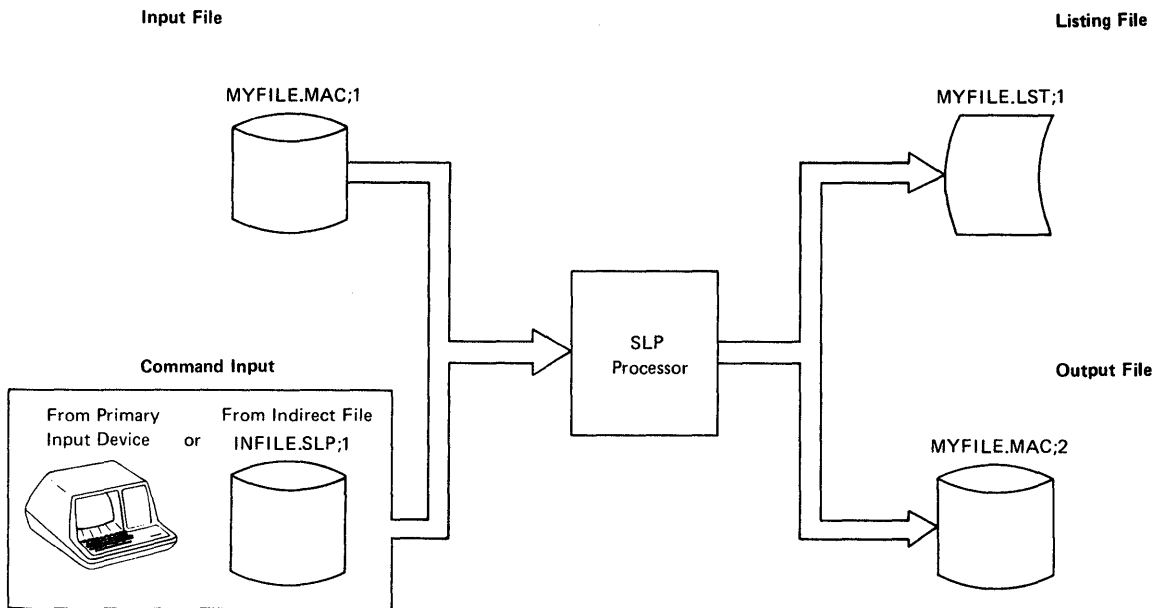 Input File
Listing File
MYFILE.MAC;1
MYFILE.LST;1
SLP
Processor
Command Input
Output File
From Primary
Input Device
or
From Indirect File
INFILE.SLP;1
MYFILE.MAC;2